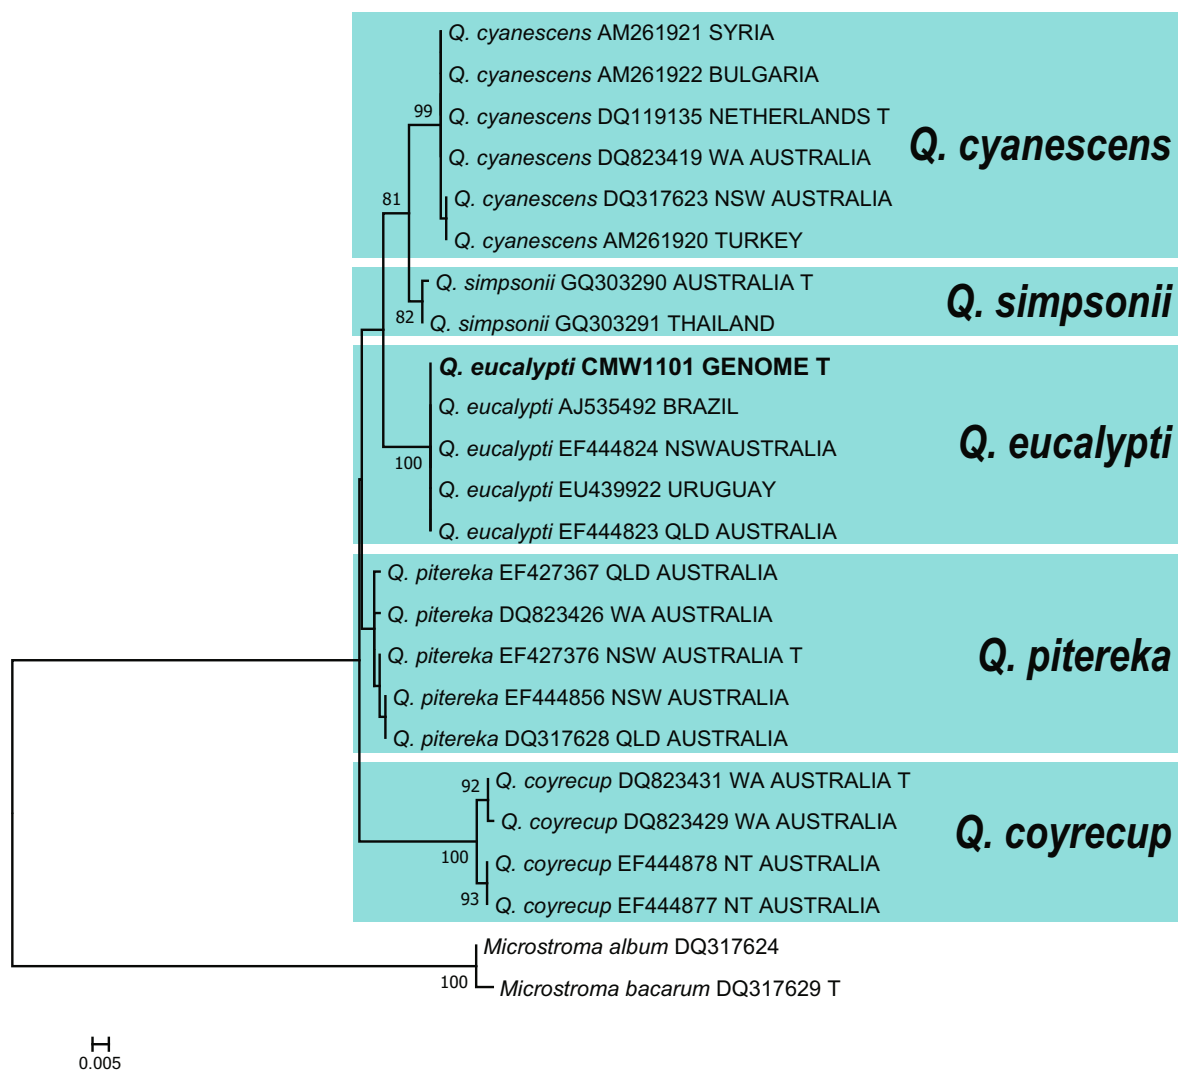 Q. cyanescens AM261921 SYRIA
Q. cyanescens AM261922 BULGARIA
99
Q. cyanescens DQ119135 NETHERLANDS T
Q. cyanescens
Q. cyanescens DQ823419 WA AUSTRALIA
81
Q. cyanescens DQ317623 NSW AUSTRALIA
Q. cyanescens AM261920 TURKEY
Q. simpsonii GQ303290 AUSTRALIA T
Q. simpsonii
82
Q. simpsonii GQ303291 THAILAND
Q. eucalypti CMW1101 GENOME T
Q. eucalypti AJ535492 BRAZIL
Q. eucalypti
Q. eucalypti EF444824 NSWAUSTRALIA
100
Q. eucalypti EU439922 URUGUAY
Q. eucalypti EF444823 QLD AUSTRALIA
Q. pitereka EF427367 QLD AUSTRALIA
Q. pitereka DQ823426 WA AUSTRALIA
Q. pitereka EF427376 NSW AUSTRALIA T
Q. pitereka
Q. pitereka EF444856 NSW AUSTRALIA
Q. pitereka DQ317628 QLD AUSTRALIA
92
Q. coyrecup DQ823431 WA AUSTRALIA T
Q. coyrecup DQ823429 WA AUSTRALIA
Q. coyrecup
100
Q. coyrecup EF444878 NT AUSTRALIA
93
Q. coyrecup EF444877 NT AUSTRALIA
Microstroma album DQ317624
100
Microstroma bacarum DQ317629 T
0.005